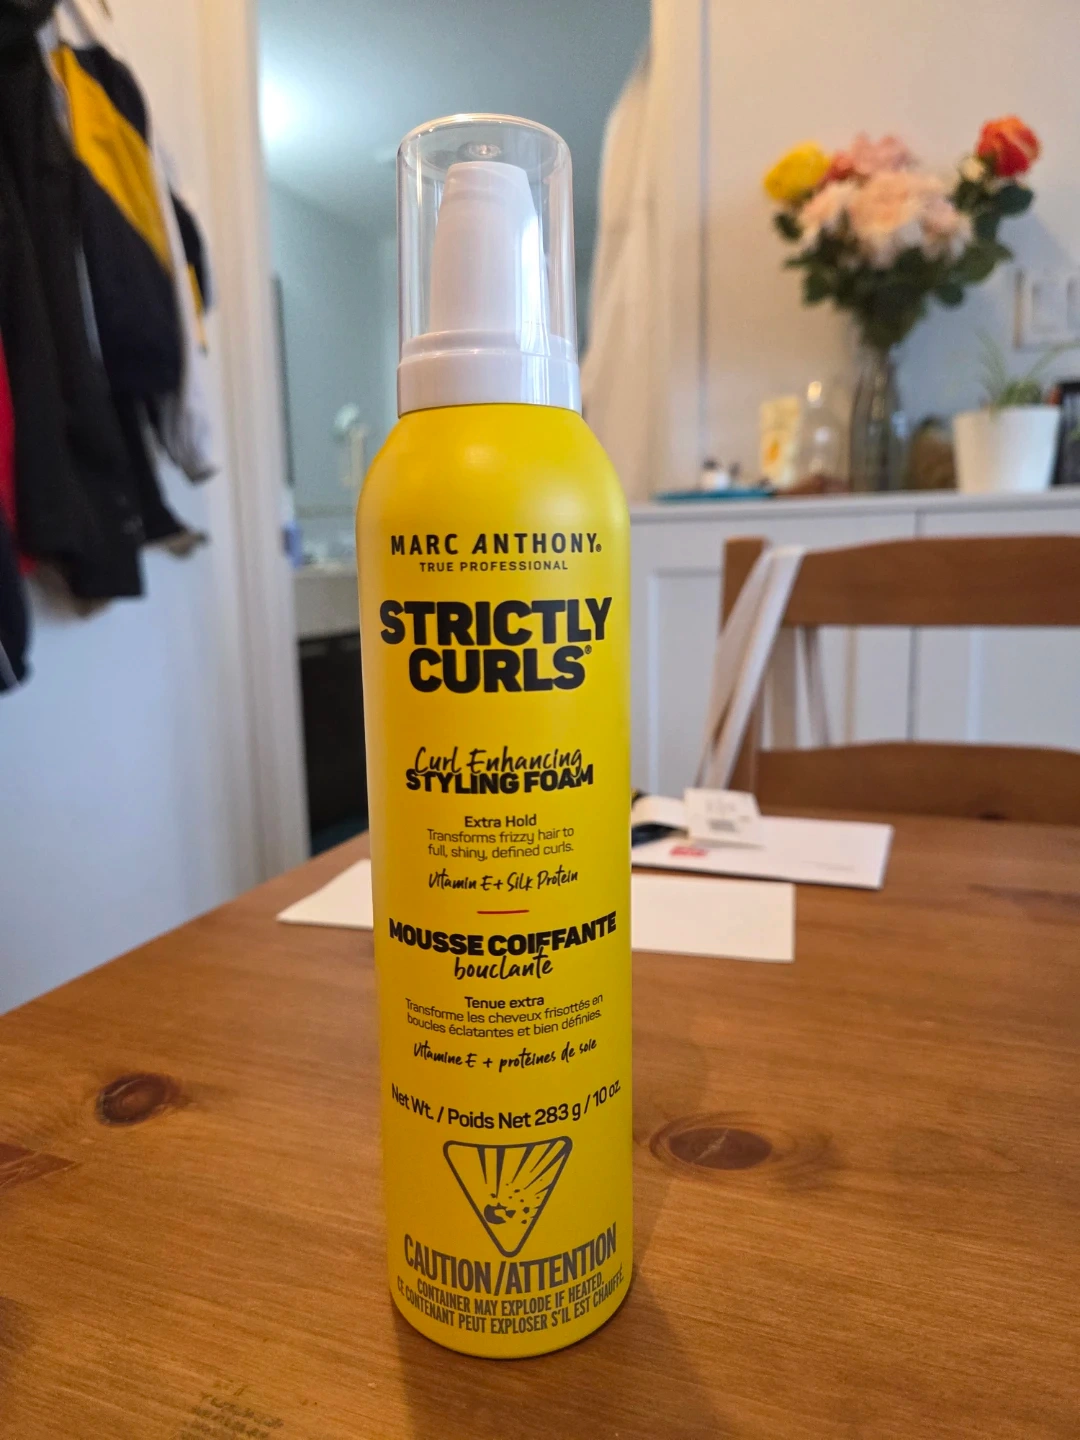 MARC ANTHONY®
TRUE PROFESSIONAL
STRICTLY
CURLS®
Curl Enhancing
STYLING FOAM
Extra Hold
Transforms frizzy hair to
full, shiny, defined curls.
Vitamin E + Silk Protein
MOUSSE COIFFANTE
bouclante
Tenue extra
Transforme les cheveux frisottés en
boucles éclatantes et bien définies.
Vitamine E + protéines de soie
Net Wt. / Poids Net 283 g / 10 oz
CAUTION/ATTENTION
CONTAINER MAY EXPLODE IF HEATED.
CE CONTENANT PEUT EXPLOSER S'IL EST CHAUFFÉ.